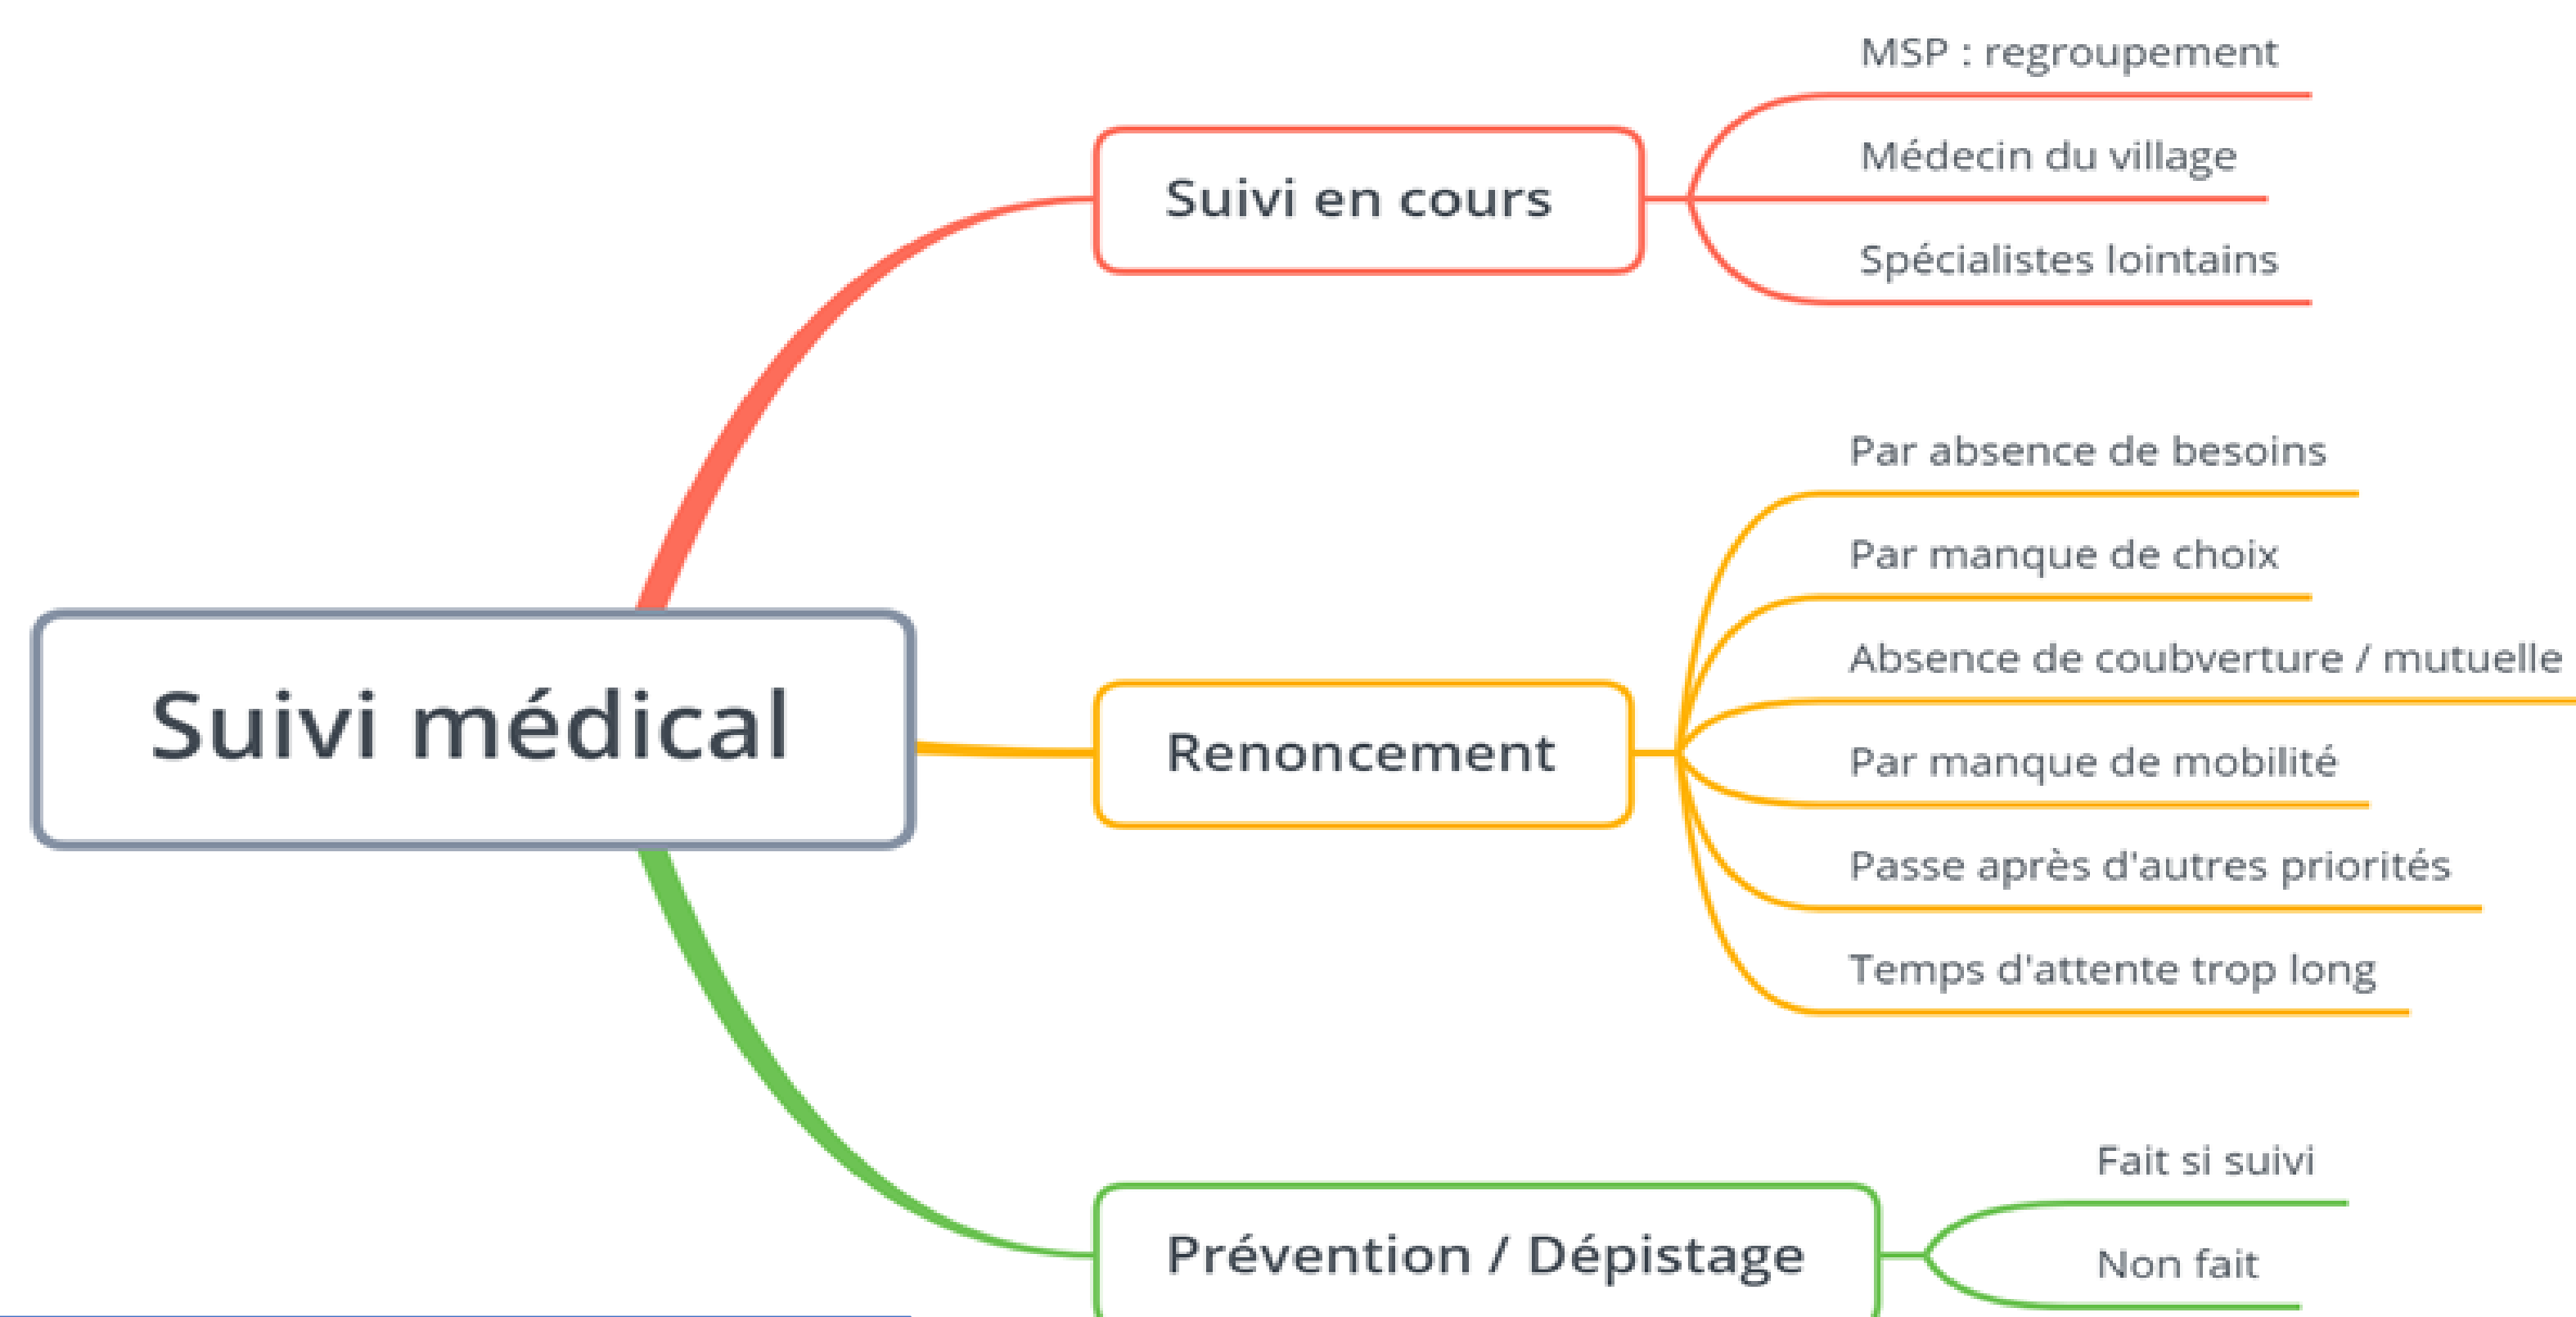 Suivi médical
Suivi en cours
MSP : regroupement
Médecin du village
Spécialistes lointains
Renoncement
Par absence de besoins
Par manque de choix
Absence de coubverture / mutuelle
Par manque de mobilité
Passe après d'autres priorités
Temps d'attente trop long
Prévention / Dépistage
Fait si suivi
Non fait